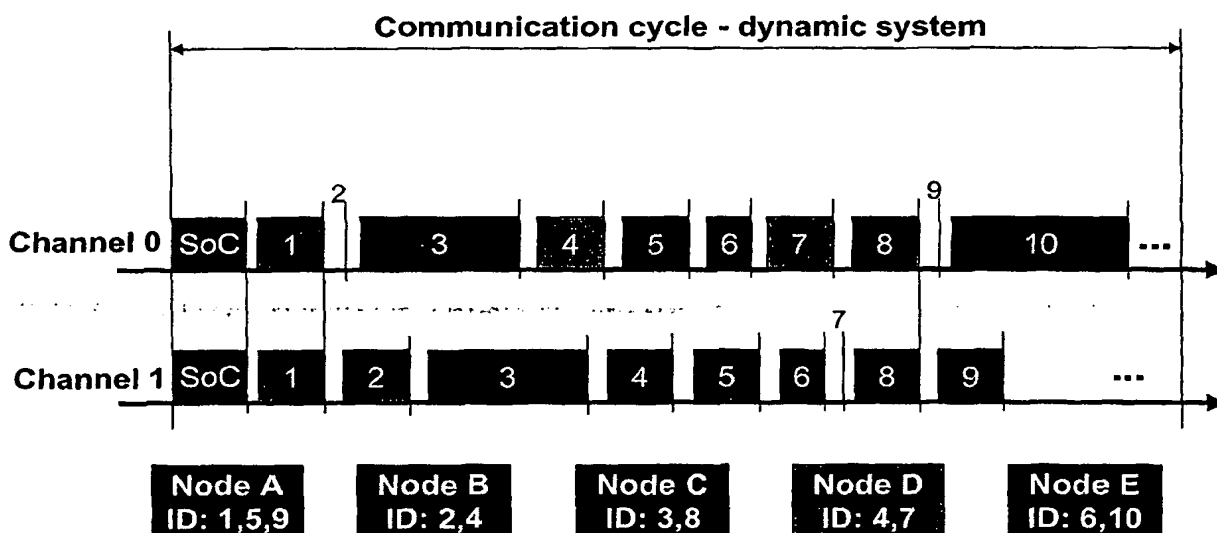 Communication cycle - dynamic system
2 9
Channel 0 SoC 1 3 4 5 6 7 8 10 ...
7
Channel 1 SoC 1 2 3 4 5 6 8 9 ...
Node A Node B Node C Node D Node E
ID: 1,5,9 ID: 2,4 ID: 3,8 ID: 4,7 ID: 6,10